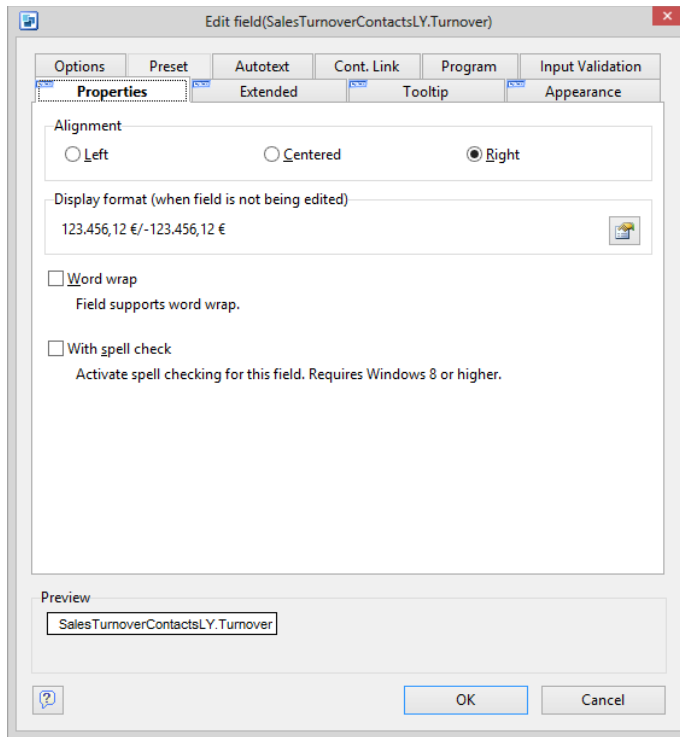 Edit field(SalesTurnoverContactsLY.Turnover)
Options Preset Autotext Cont. Link Program Input Validation
Properties Extended Tooltip Appearance
Alignment
Left Centered Right
Display format (when field is not being edited)
123.456,12 €/-123.456,12 €
Word wrap
Field supports word wrap.
With spell check
Activate spell checking for this field. Requires Windows 8 or higher.
Preview
SalesTurnoverContactsLY.Turnover
OK Cancel